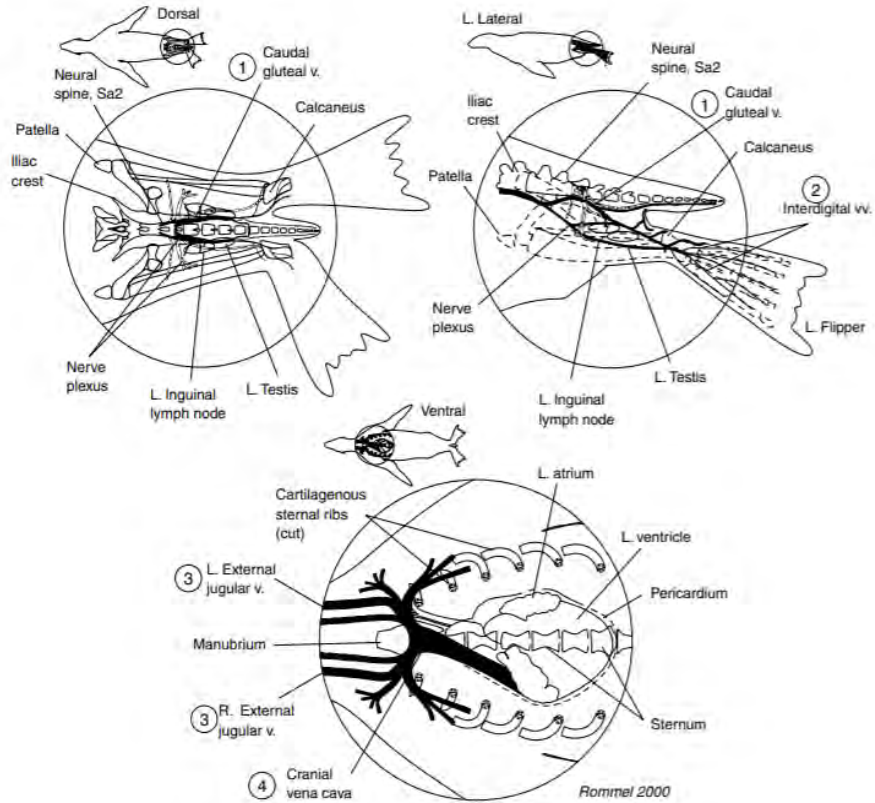 Dorsal
Neural
spine, Sa2
1
Caudal
gluteal v.
Calcaneus
Patella
Iliac
crest
Nerve
plexus
L. Inguinal
lymph node
L. Testis
L. Lateral
Neural
spine, Sa2
1
Caudal
gluteal v.
Iliac
crest
Calcaneus
Patella
2
Interdigital vv.
Nerve
plexus
L. Flipper
L. Testis
L. Inguinal
lymph node
Ventral
L. atrium
Cartilagenous
sternal ribs
(cut)
L. ventricle
3
L. External
jugular v.
Pericardium
Manubrium
3
R. External
jugular v.
Sternum
4
Cranial
vena cava
Rommel 2000